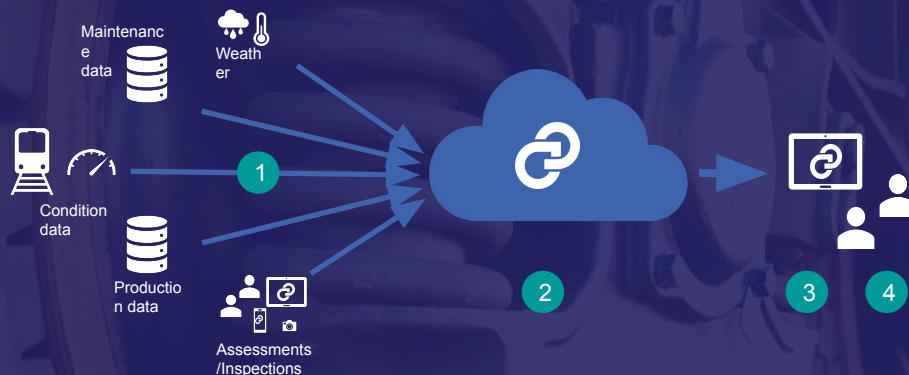 Maintenanc
e
data
Weath
er
1
Condition
data
Productio
n data
2
3
4
Assessments
/Inspections